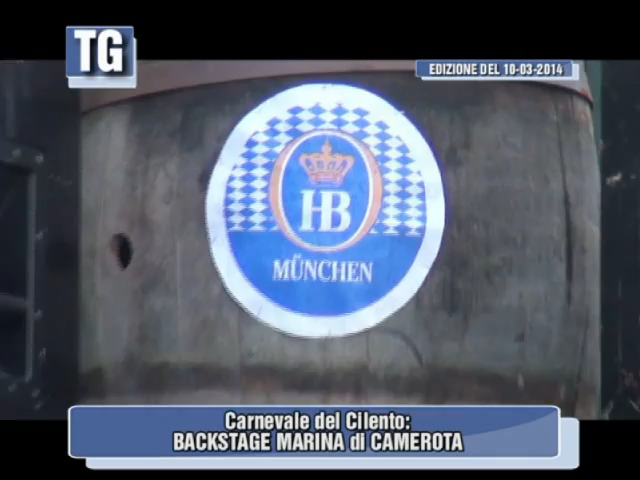 TG
EDIZIONE DEL 10-03-2014
HB
MÜNCHEN
Carnevale del Cilento:
BACKSTAGE MARINA di CAMEROTA